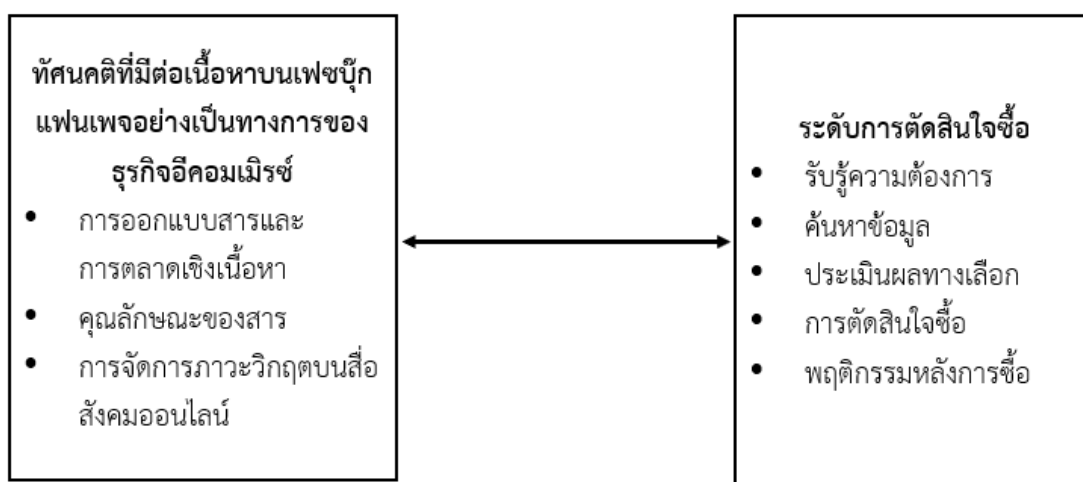 ทัศนคติที่มีต่อเนื้อหาบนเฟซบุ๊ก
แฟนเพจอย่างเป็นทางการของ
ธุรกิจอีคอมเมิรซ์
• การออกแบบสารและ
การตลาดเชิงเนื้อหา
• คุณลักษณะของสาร
• การจัดการภาวะวิกฤตบนสื่อ
สังคมออนไลน์
ระดับการตัดสินใจซื้อ
• รับรู้ความต้องการ
• ค้นหาข้อมูล
• ประเมินผลทางเลือก
• การตัดสินใจซื้อ
• พฤติกรรมหลังการซื้อ